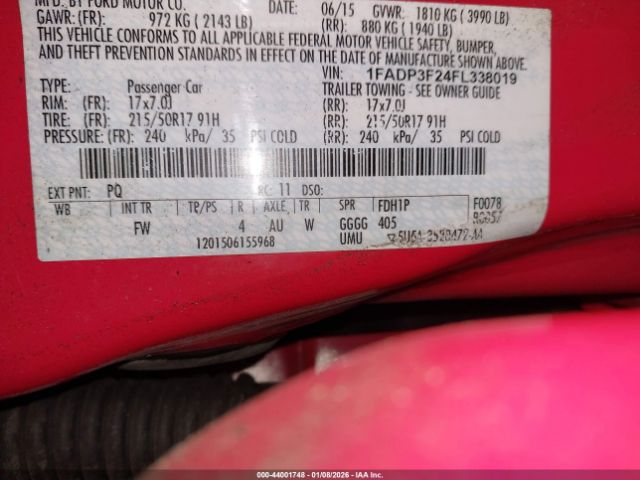 MFD. BY FORD MOTOR CO. DATE: 06/15 GVWR: 1810 KG ( 3990 LB)
GAWR: (FR): 972 KG ( 2143 LB) (RR): 880 KG ( 1940 LB)
THIS VEHICLE CONFORMS TO ALL APPLICABLE FEDERAL MOTOR VEHICLE SAFETY, BUMPER,
AND THEFT PREVENTION STANDARDS IN EFFECT ON THE DATE OF MANUFACTURE SHOWN ABOVE.
VIN: 1FADP3F24FL338019
TYPE: Passenger Car TRAILER TOWING - SEE OWNER GUIDE
RIM: (FR): 17x7.0J (RR): 17x7.0J
TIRE: (FR): 215/50R17 91H (RR): 215/50R17 91H
PRESSURE: (FR): 240 kPa/ 35 PSI COLD (RR): 240 kPa/ 35 PSI COLD
EXT PNT: PQ RC: 11 DSO:
WB INT TR TP/PS R AXLE TR SPR FDH1P F0078
FW 4 AU W GGGG 405
1201506155968 UMU
000-44001748 - 01/08/2026 - IAA Inc.